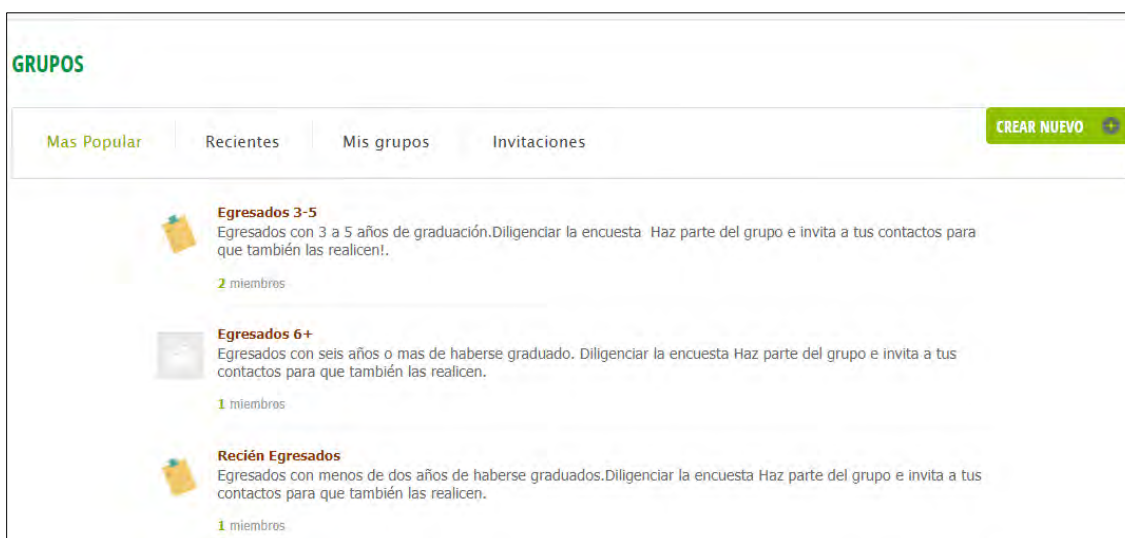 GRUPOS
Mas Popular Recientes Mis grupos Invitaciones CREAR NUEVO
Egresados 3-5
Egresados con 3 a 5 años de graduación.Diligenciar la encuesta Haz parte del grupo e invita a tus contactos para
que también las realicen!.
2 miembros
Egresados 6+
Egresados con seis años o mas de haberse graduado. Diligenciar la encuesta Haz parte del grupo e invita a tus
contactos para que también las realicen.
1 miembros
Recién Egresados
Egresados con menos de dos años de haberse graduados.Diligenciar la encuesta Haz parte del grupo e invita a tus
contactos para que también las realicen.
1 miembros